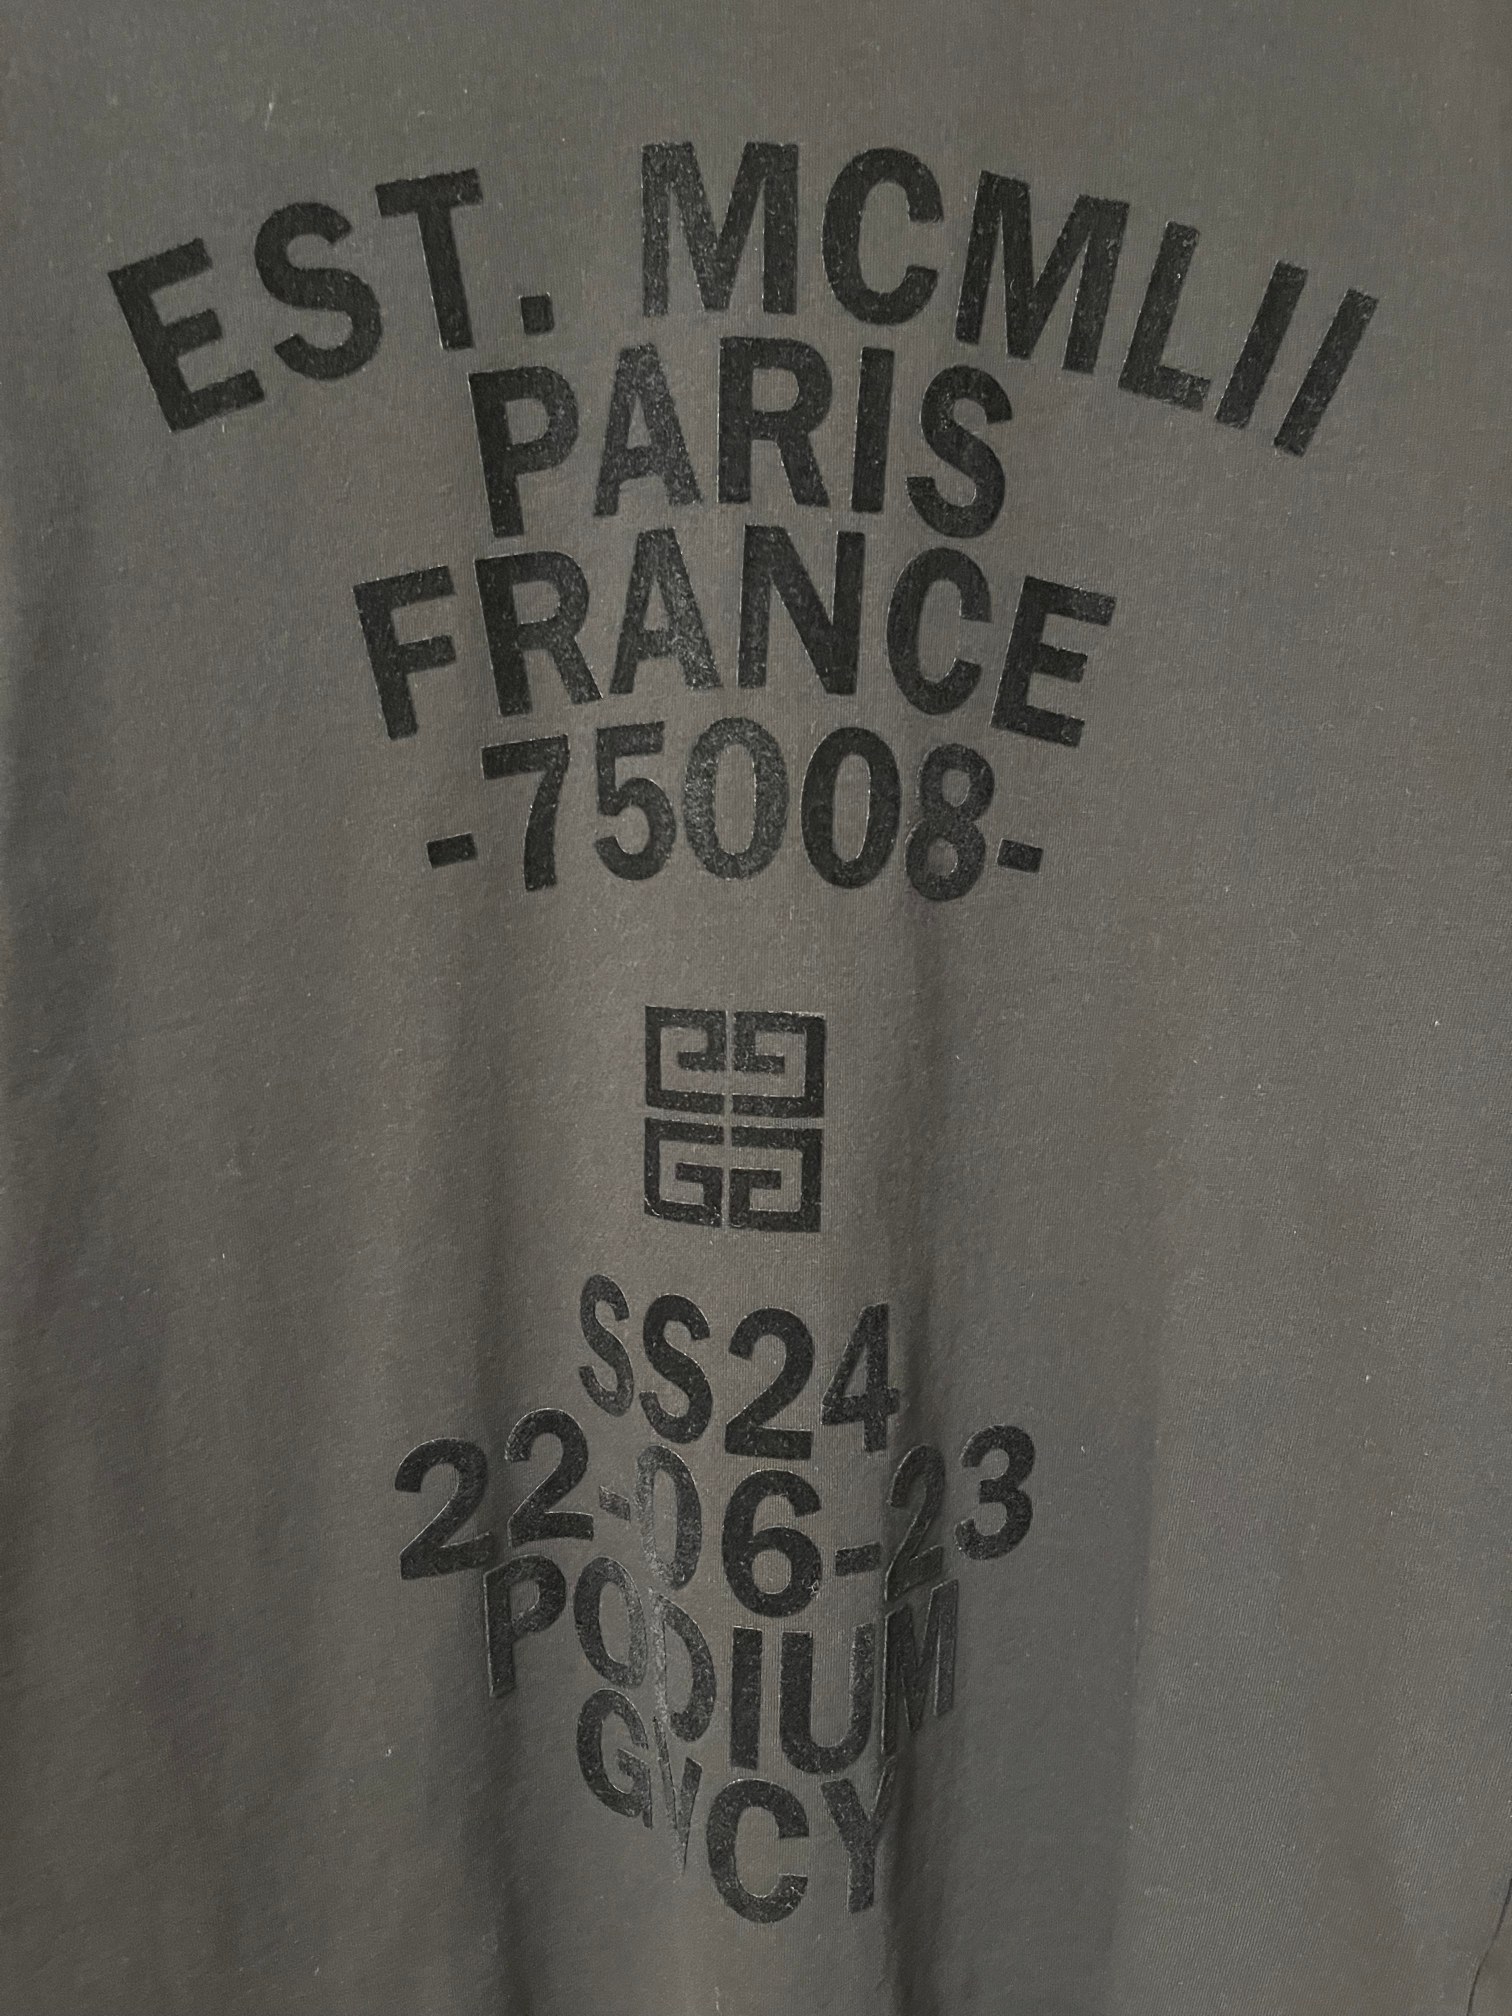 EST. MCMLII
PARIS
FRANCE
-75008-
SS24
22-06-23
PODIUM
GVCY